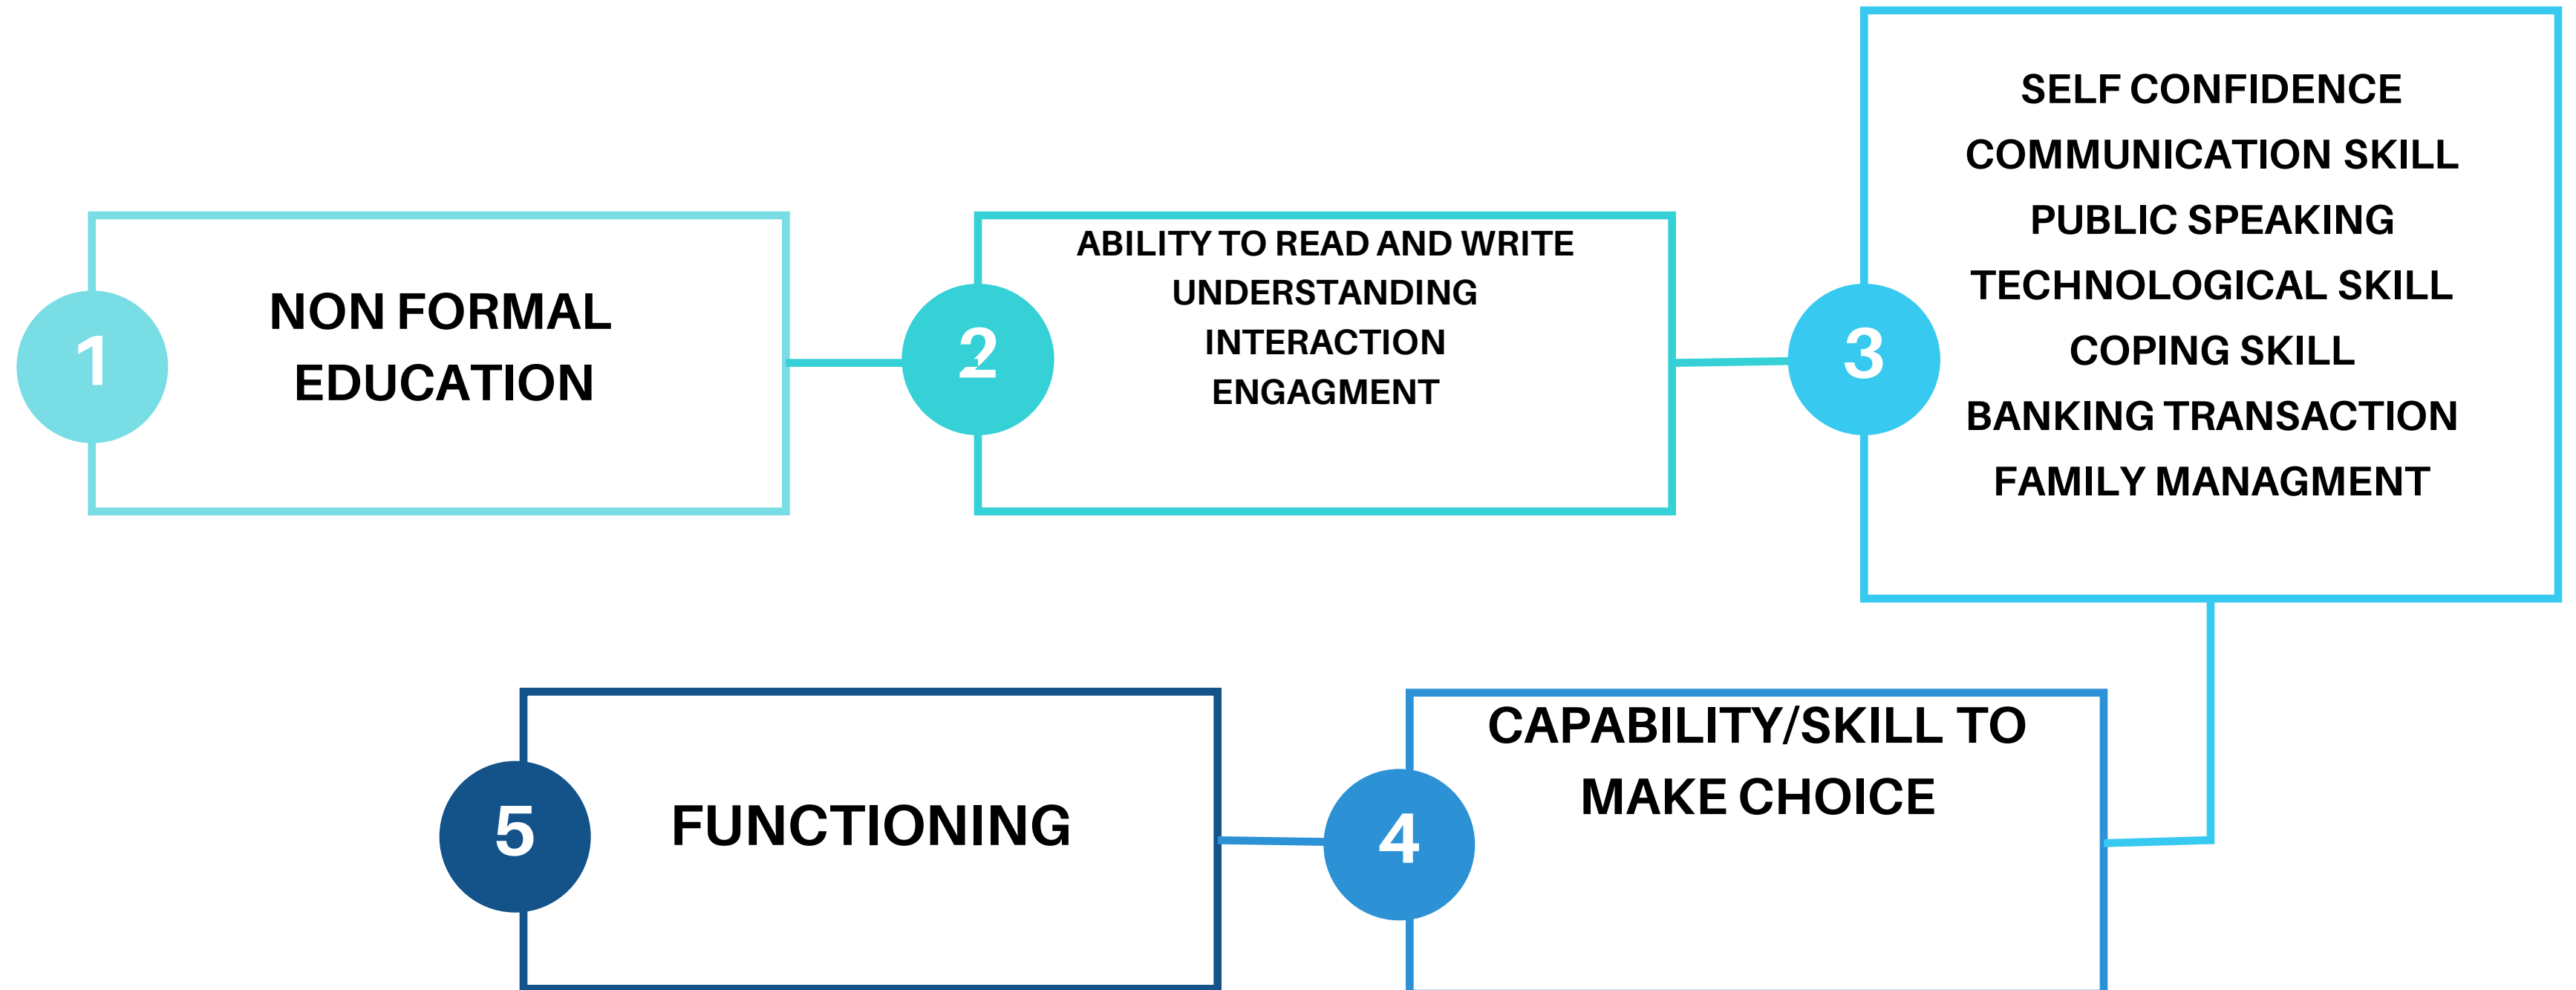 1
NON FORMAL
EDUCATION
2
ABILITY TO READ AND WRITE
UNDERSTANDING
INTERACTION
ENGAGMENT
3
SELF CONFIDENCE
COMMUNICATION SKILL
PUBLIC SPEAKING
TECHNOLOGICAL SKILL
COPING SKILL
BANKING TRANSACTION
FAMILY MANAGMENT
4
CAPABILITY/SKILL TO
MAKE CHOICE
5
FUNCTIONING